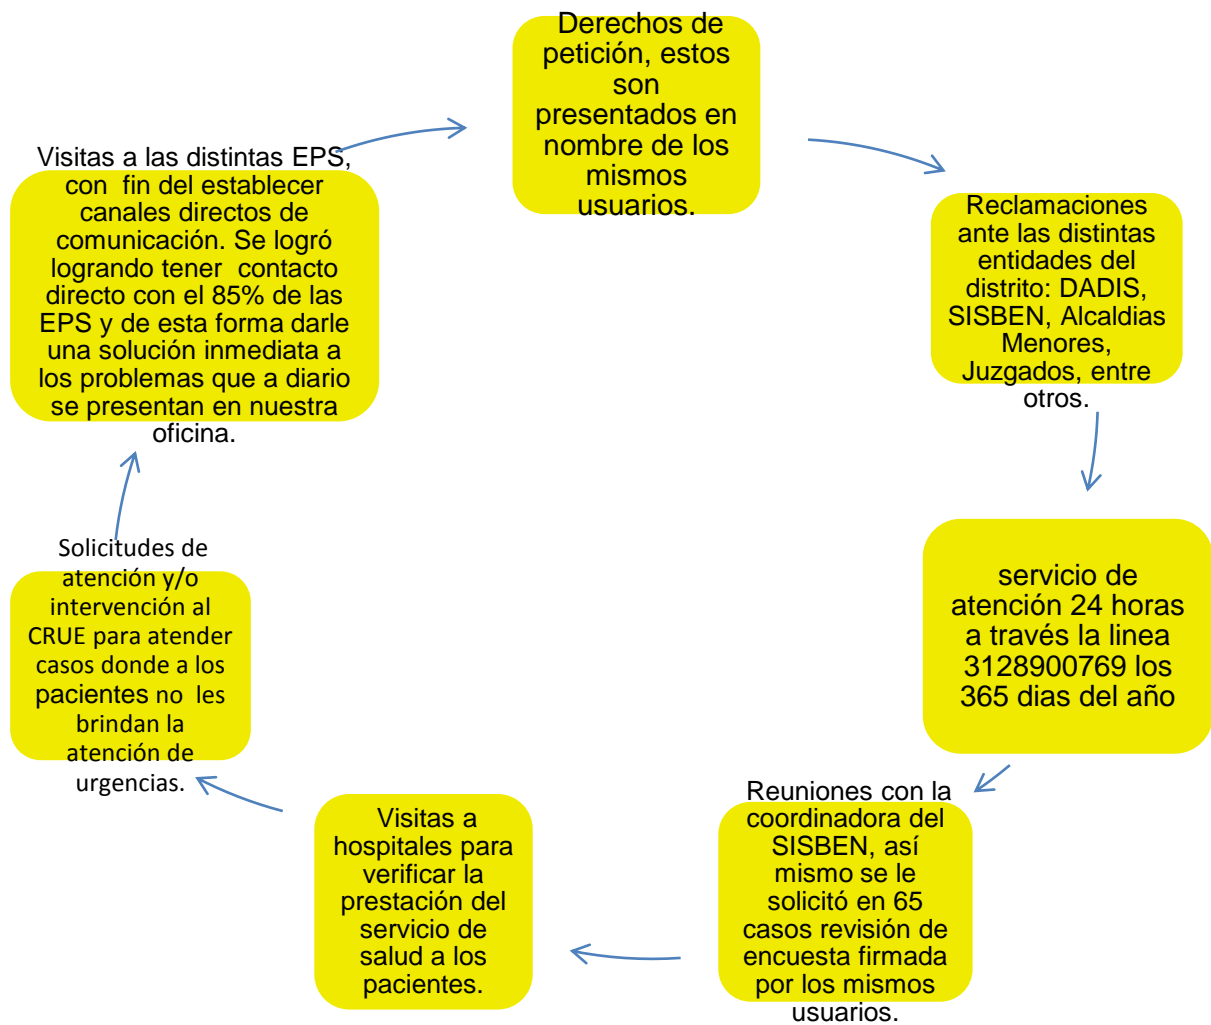 Derechos de
petición, estos
son
presentados en
nombre de los
mismos
usuarios.
Reclamaciones
ante las distintas
entidades del
distrito: DADIS,
SISBEN, Alcaldias
Menores,
Juzgados, entre
otros.
servicio de
atención 24 horas
a través la linea
3128900769 los
365 dias del año
Reuniones con la
coordinadora del
SISBEN, así
mismo se le
solicitó en 65
casos revisión de
encuesta firmada
por los mismos
usuarios.
Visitas a
hospitales para
verificar la
prestación del
servicio de
salud a los
pacientes.
Solicitudes de
atención y/o
intervención al
CRUE para atender
casos donde a los
pacientes no les
brindan la
atención de
urgencias.
Visitas a las distintas EPS,
con fin del establecer
canales directos de
comunicación. Se logró
logrando tener contacto
directo con el 85% de las
EPS y de esta forma darle
una solución inmediata a
los problemas que a diario
se presentan en nuestra
oficina.